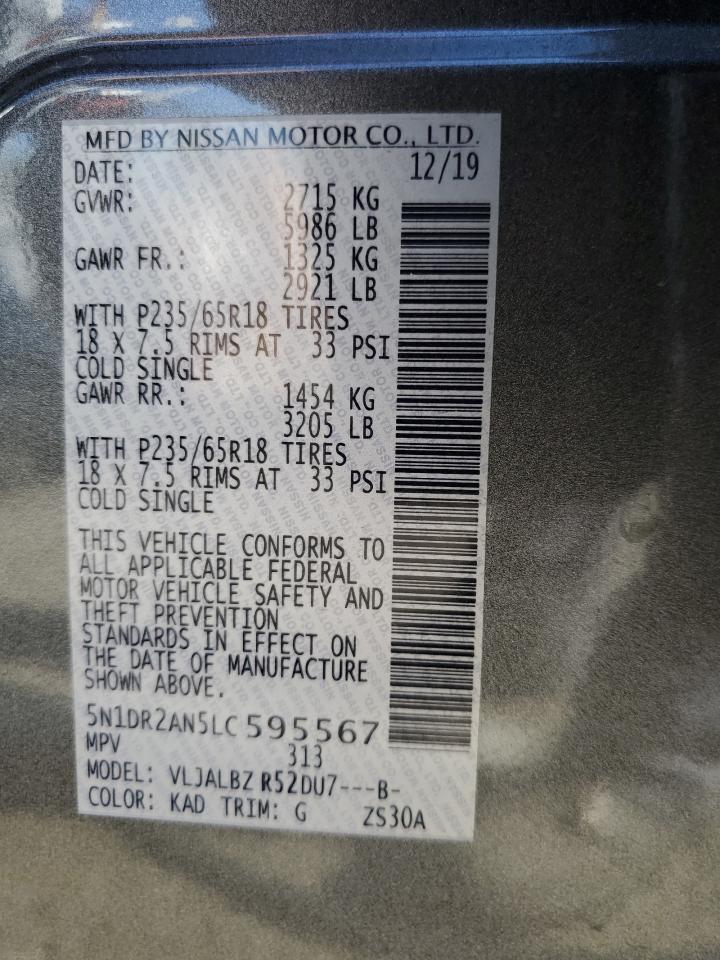 MFD BY NISSAN MOTOR CO., LTD.
DATE: 12/19
GVWR: 2715 KG
5986 LB
GAWR FR.: 1325 KG
2921 LB
WITH P235/65R18 TIRES
18 X 7.5 RIMS AT 33 PSI
COLD SINGLE
GAWR RR.: 1454 KG
3205 LB
WITH P235/65R18 TIRES
18 X 7.5 RIMS AT 33 PSI
COLD SINGLE
THIS VEHICLE CONFORMS TO
ALL APPLICABLE FEDERAL
MOTOR VEHICLE SAFETY AND
THEFT PREVENTION
STANDARDS IN EFFECT ON
THE DATE OF MANUFACTURE
SHOWN ABOVE.
5N1DR2AN5LC595567
MPV 313
MODEL: VLJALBZ R52DU7---B-
COLOR: KAD TRIM: G ZS30A